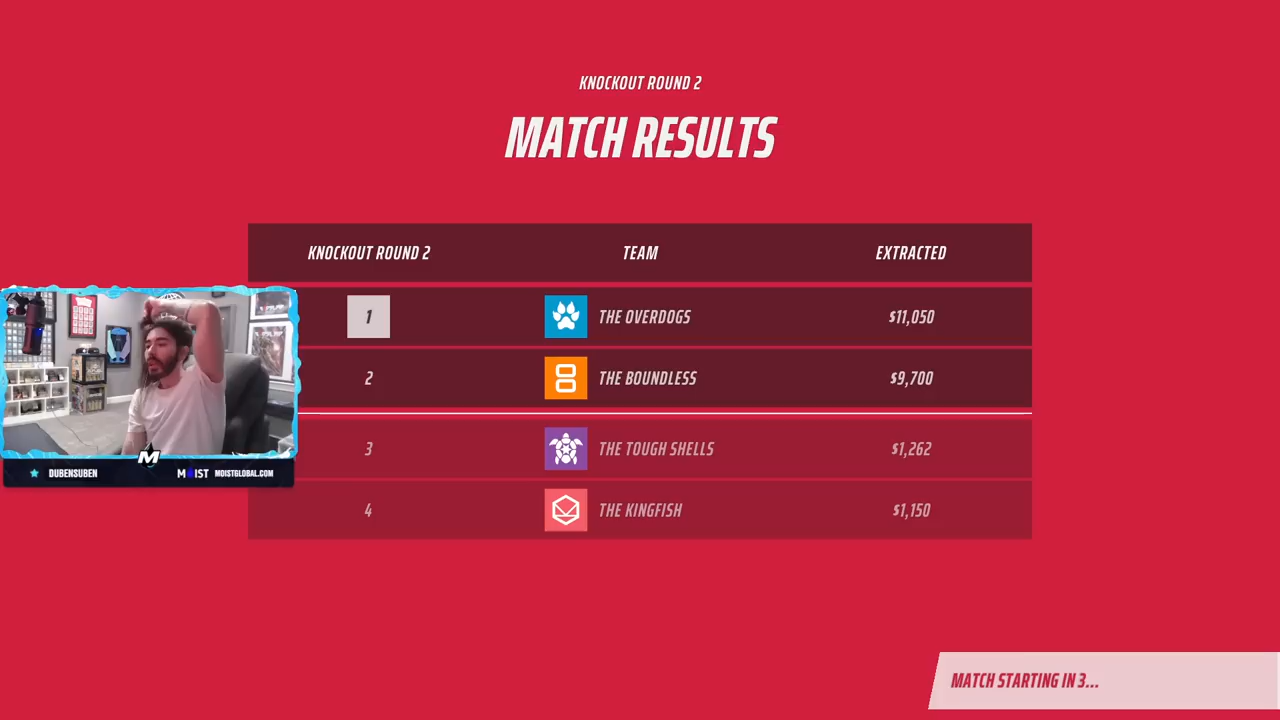 KNOCKOUT ROUND 2
MATCH RESULTS
KNOCKOUT ROUND 2 TEAM EXTRACTED
1 THE OVERDOGS $11,050
2 THE BOUNDLESS $9,700
3 THE TOUGH SHELLS $1,262
4 THE KINGFISH $1,150
M
DUBENSUBEN MOIST MOISTGLOBAL.COM
MATCH STARTING IN 3...